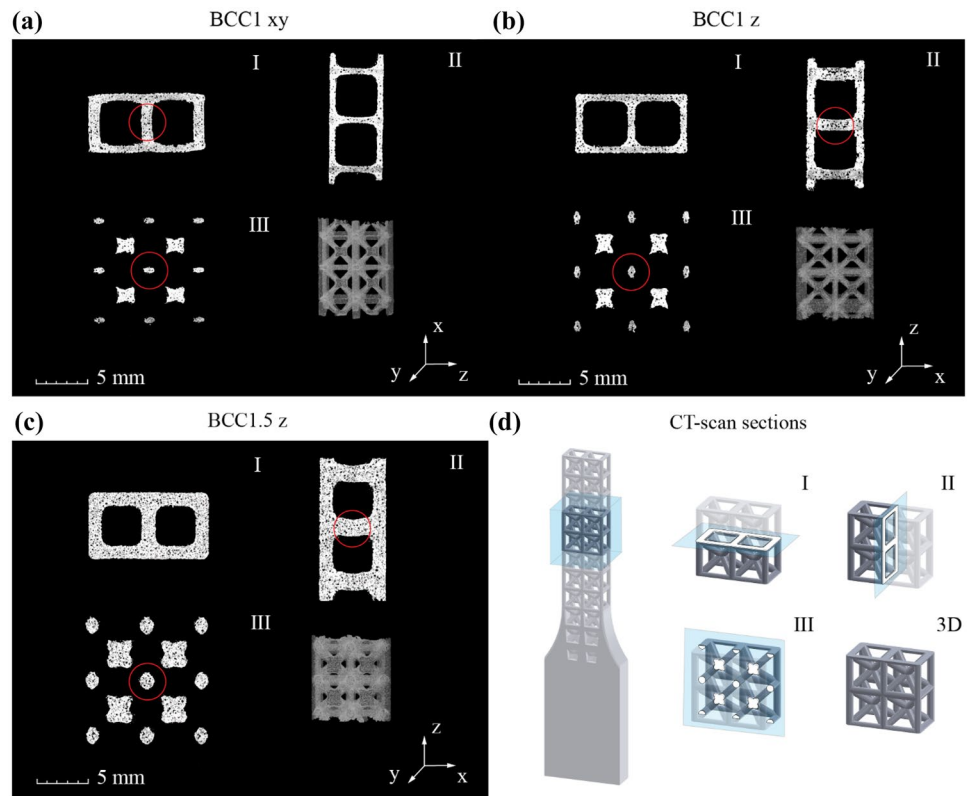 (a)
BCC1 xy
I
II
III
x
y
z
5 mm
(b)
BCC1 z
I
II
III
z
y
x
5 mm
(c)
BCC1.5 z
I
II
III
z
y
x
5 mm
(d)
CT-scan sections
I
II
III
3D